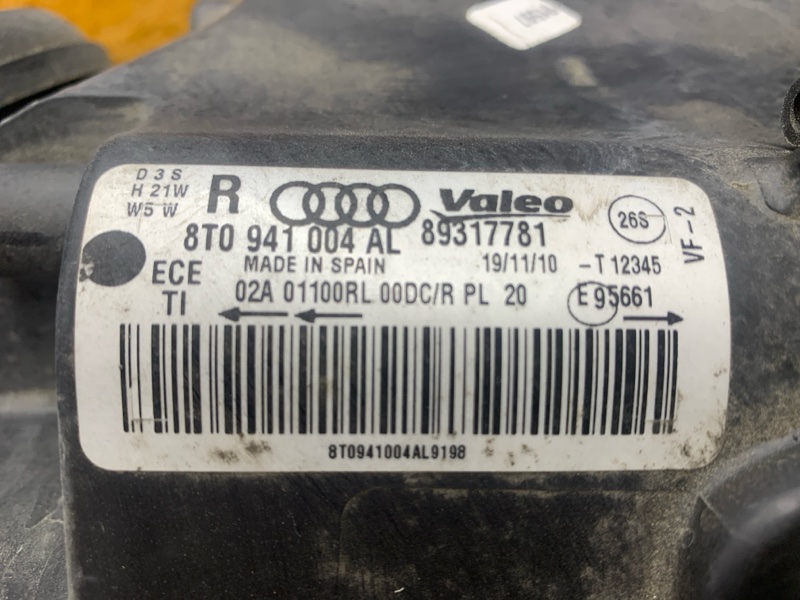 D3S
H21W
W5W
R
Valeo
26S
VF-2
8T0 941 004 AL 89317781
ECE
TI
MADE IN SPAIN 19/11/10 -T12345
02A 01100RL 00DC/R PL 20 E 95661
8T0941004AL9198